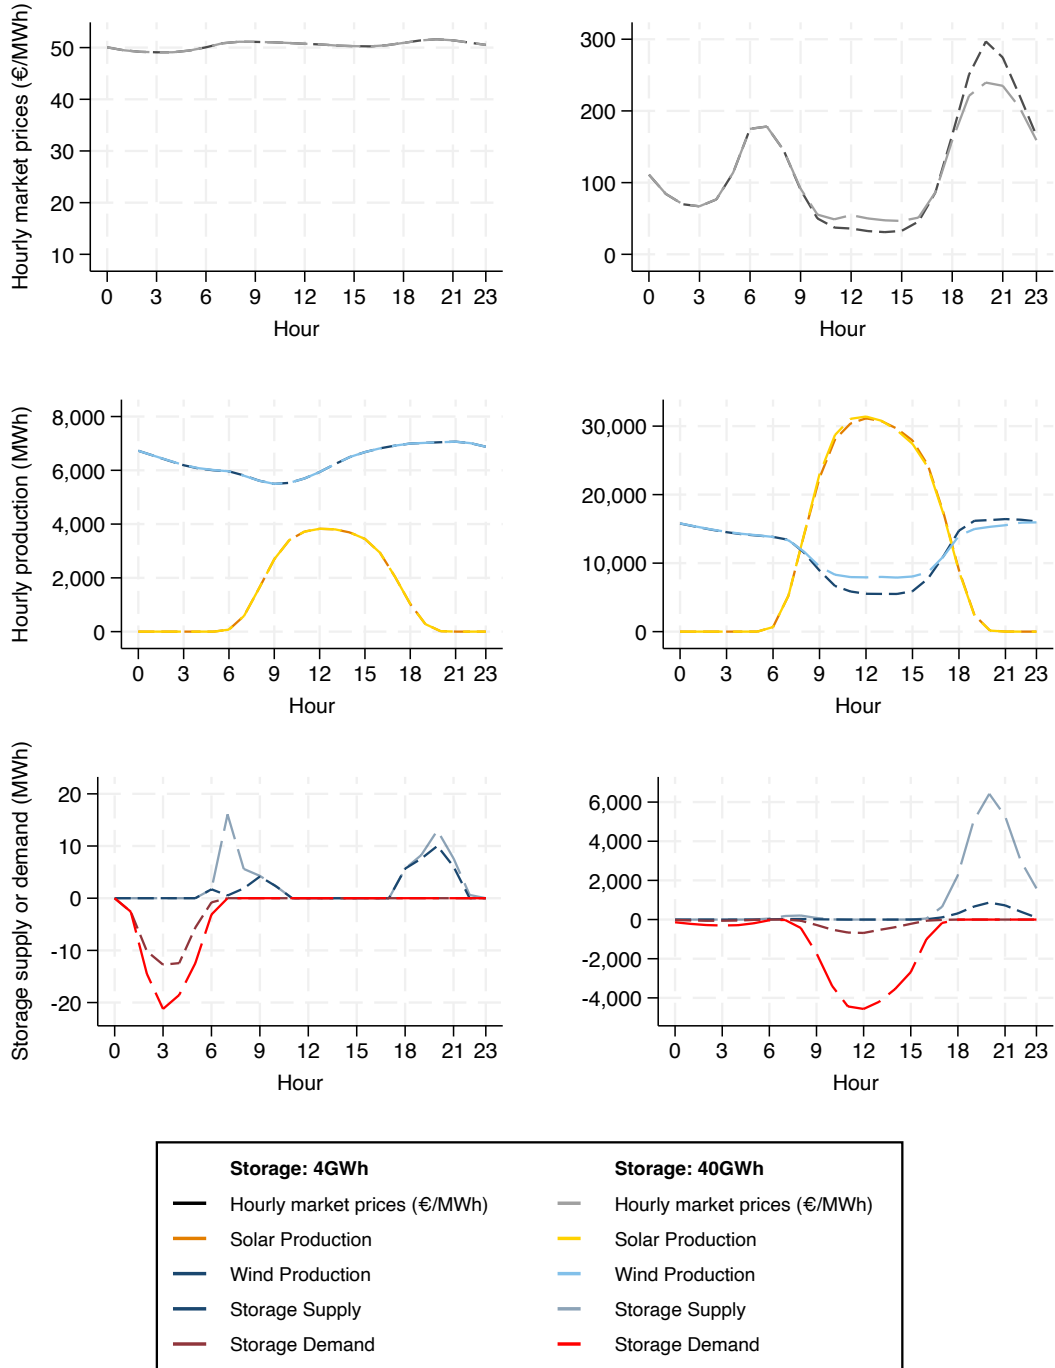 Hourly market prices (€/MWh)
50
40
30
20
10
0 3 6 9 12 15 18 21 23
Hour
300
200
100
0
0 3 6 9 12 15 18 21 23
Hour
Hourly production (MWh)
8,000
6,000
4,000
2,000
0
0 3 6 9 12 15 18 21 23
Hour
30,000
20,000
10,000
0
0 3 6 9 12 15 18 21 23
Hour
Storage supply or demand (MWh)
20
10
0
-10
-20
0 3 6 9 12 15 18 21 23
Hour
6,000
4,000
2,000
0
-2,000
-4,000
0 3 6 9 12 15 18 21 23
Hour
Storage: 4GWh
Hourly market prices (€/MWh)
Solar Production
Wind Production
Storage Supply
Storage Demand
Storage: 40GWh
Hourly market prices (€/MWh)
Solar Production
Wind Production
Storage Supply
Storage Demand